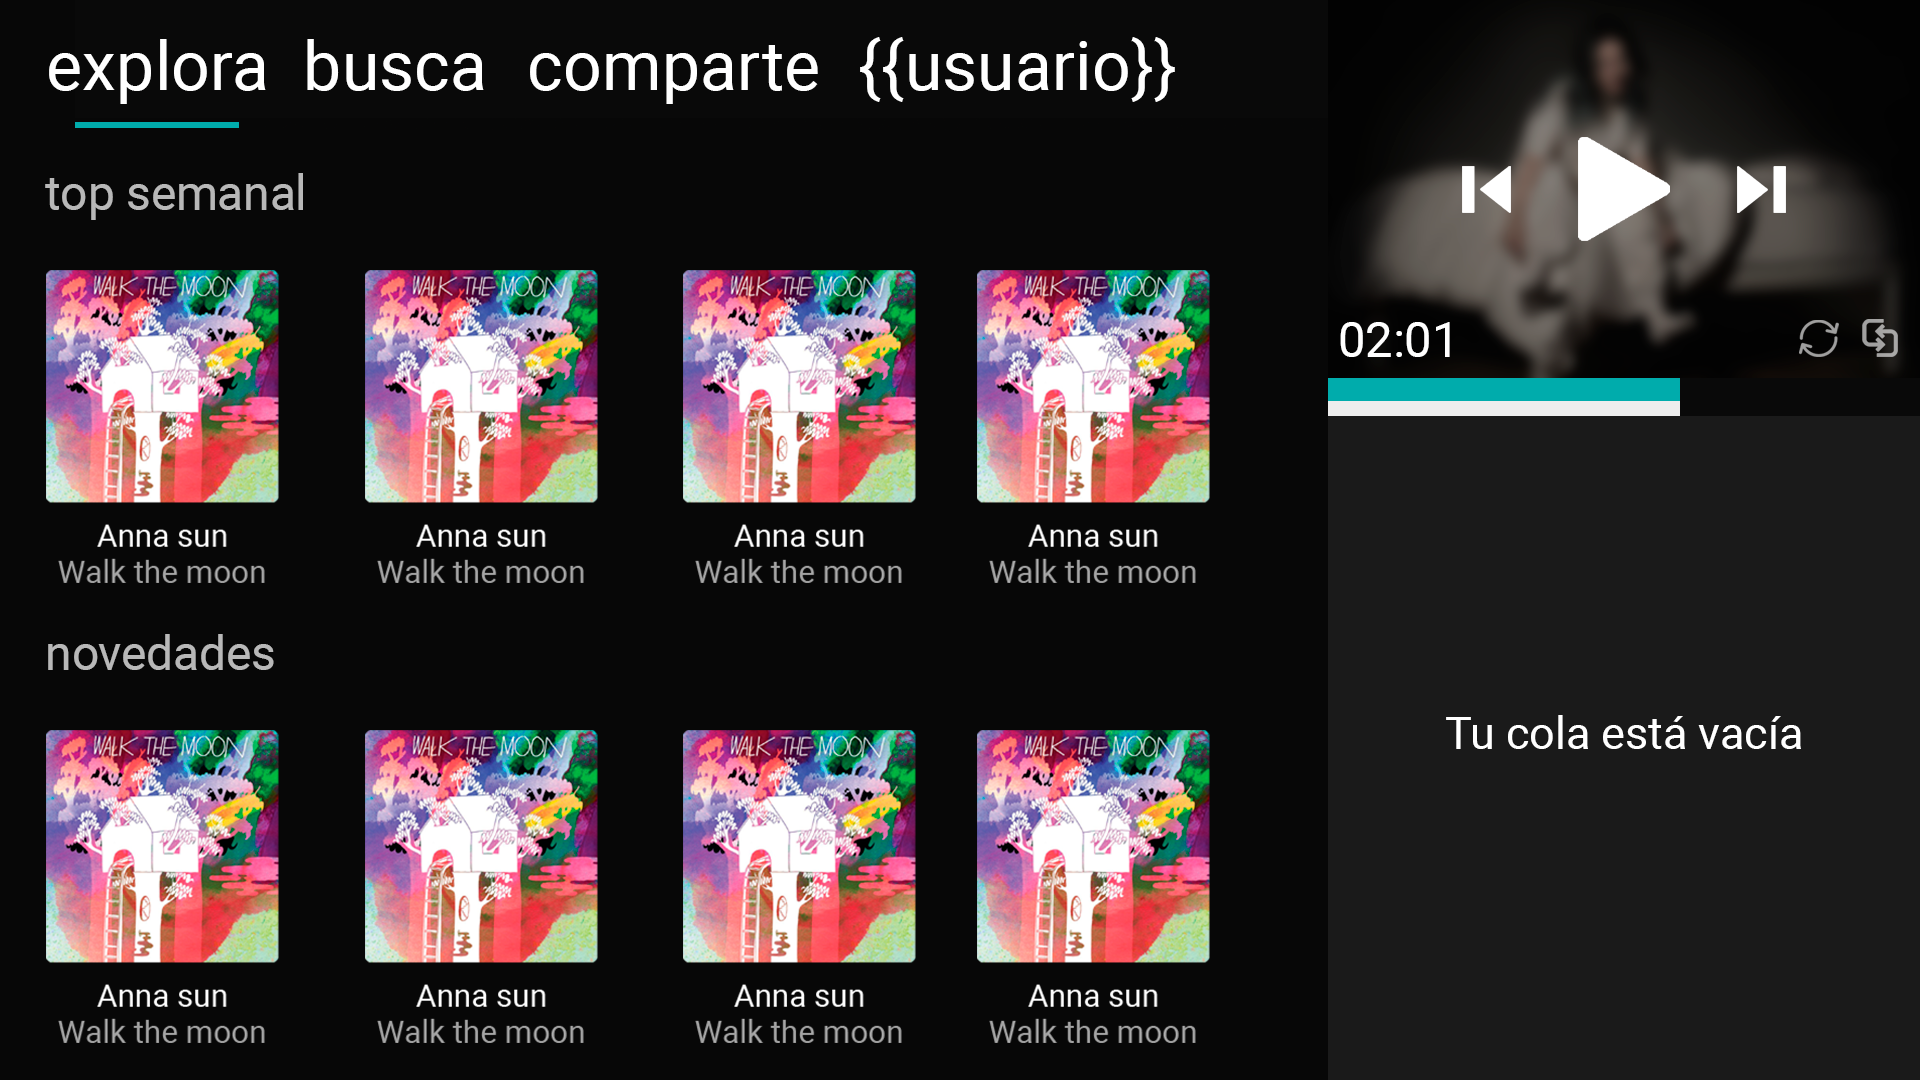 explora busca comparte {{usuario}}
top semanal
WALK THE MOON WALK THE MOON WALK THE MOON WALK THE MOON
Anna sun Anna sun Anna sun Anna sun
Walk the moon Walk the moon Walk the moon Walk the moon
novedades
WALK THE MOON WALK THE MOON WALK THE MOON WALK THE MOON
Anna sun Anna sun Anna sun Anna sun
Walk the moon Walk the moon Walk the moon Walk the moon
02:01
Tu cola está vacía